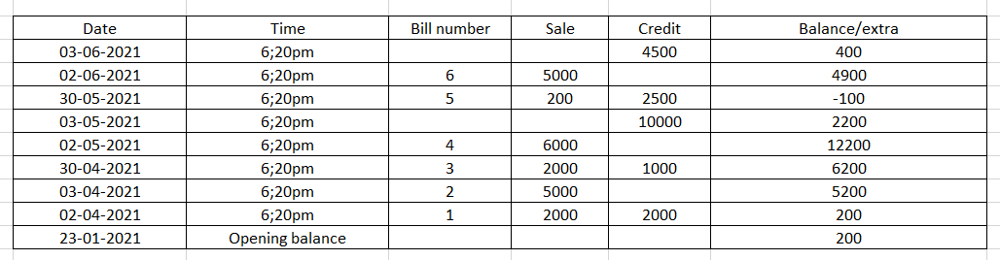 Date Time Bill number Sale Credit Balance/extra
03-06-2021 6;20pm 4500 400
02-06-2021 6;20pm 6 5000 4900
30-05-2021 6;20pm 5 200 2500 -100
03-05-2021 6;20pm 10000 2200
02-05-2021 6;20pm 4 6000 12200
30-04-2021 6;20pm 3 2000 1000 6200
03-04-2021 6;20pm 2 5000 5200
02-04-2021 6;20pm 1 2000 2000 200
23-01-2021 Opening balance 200